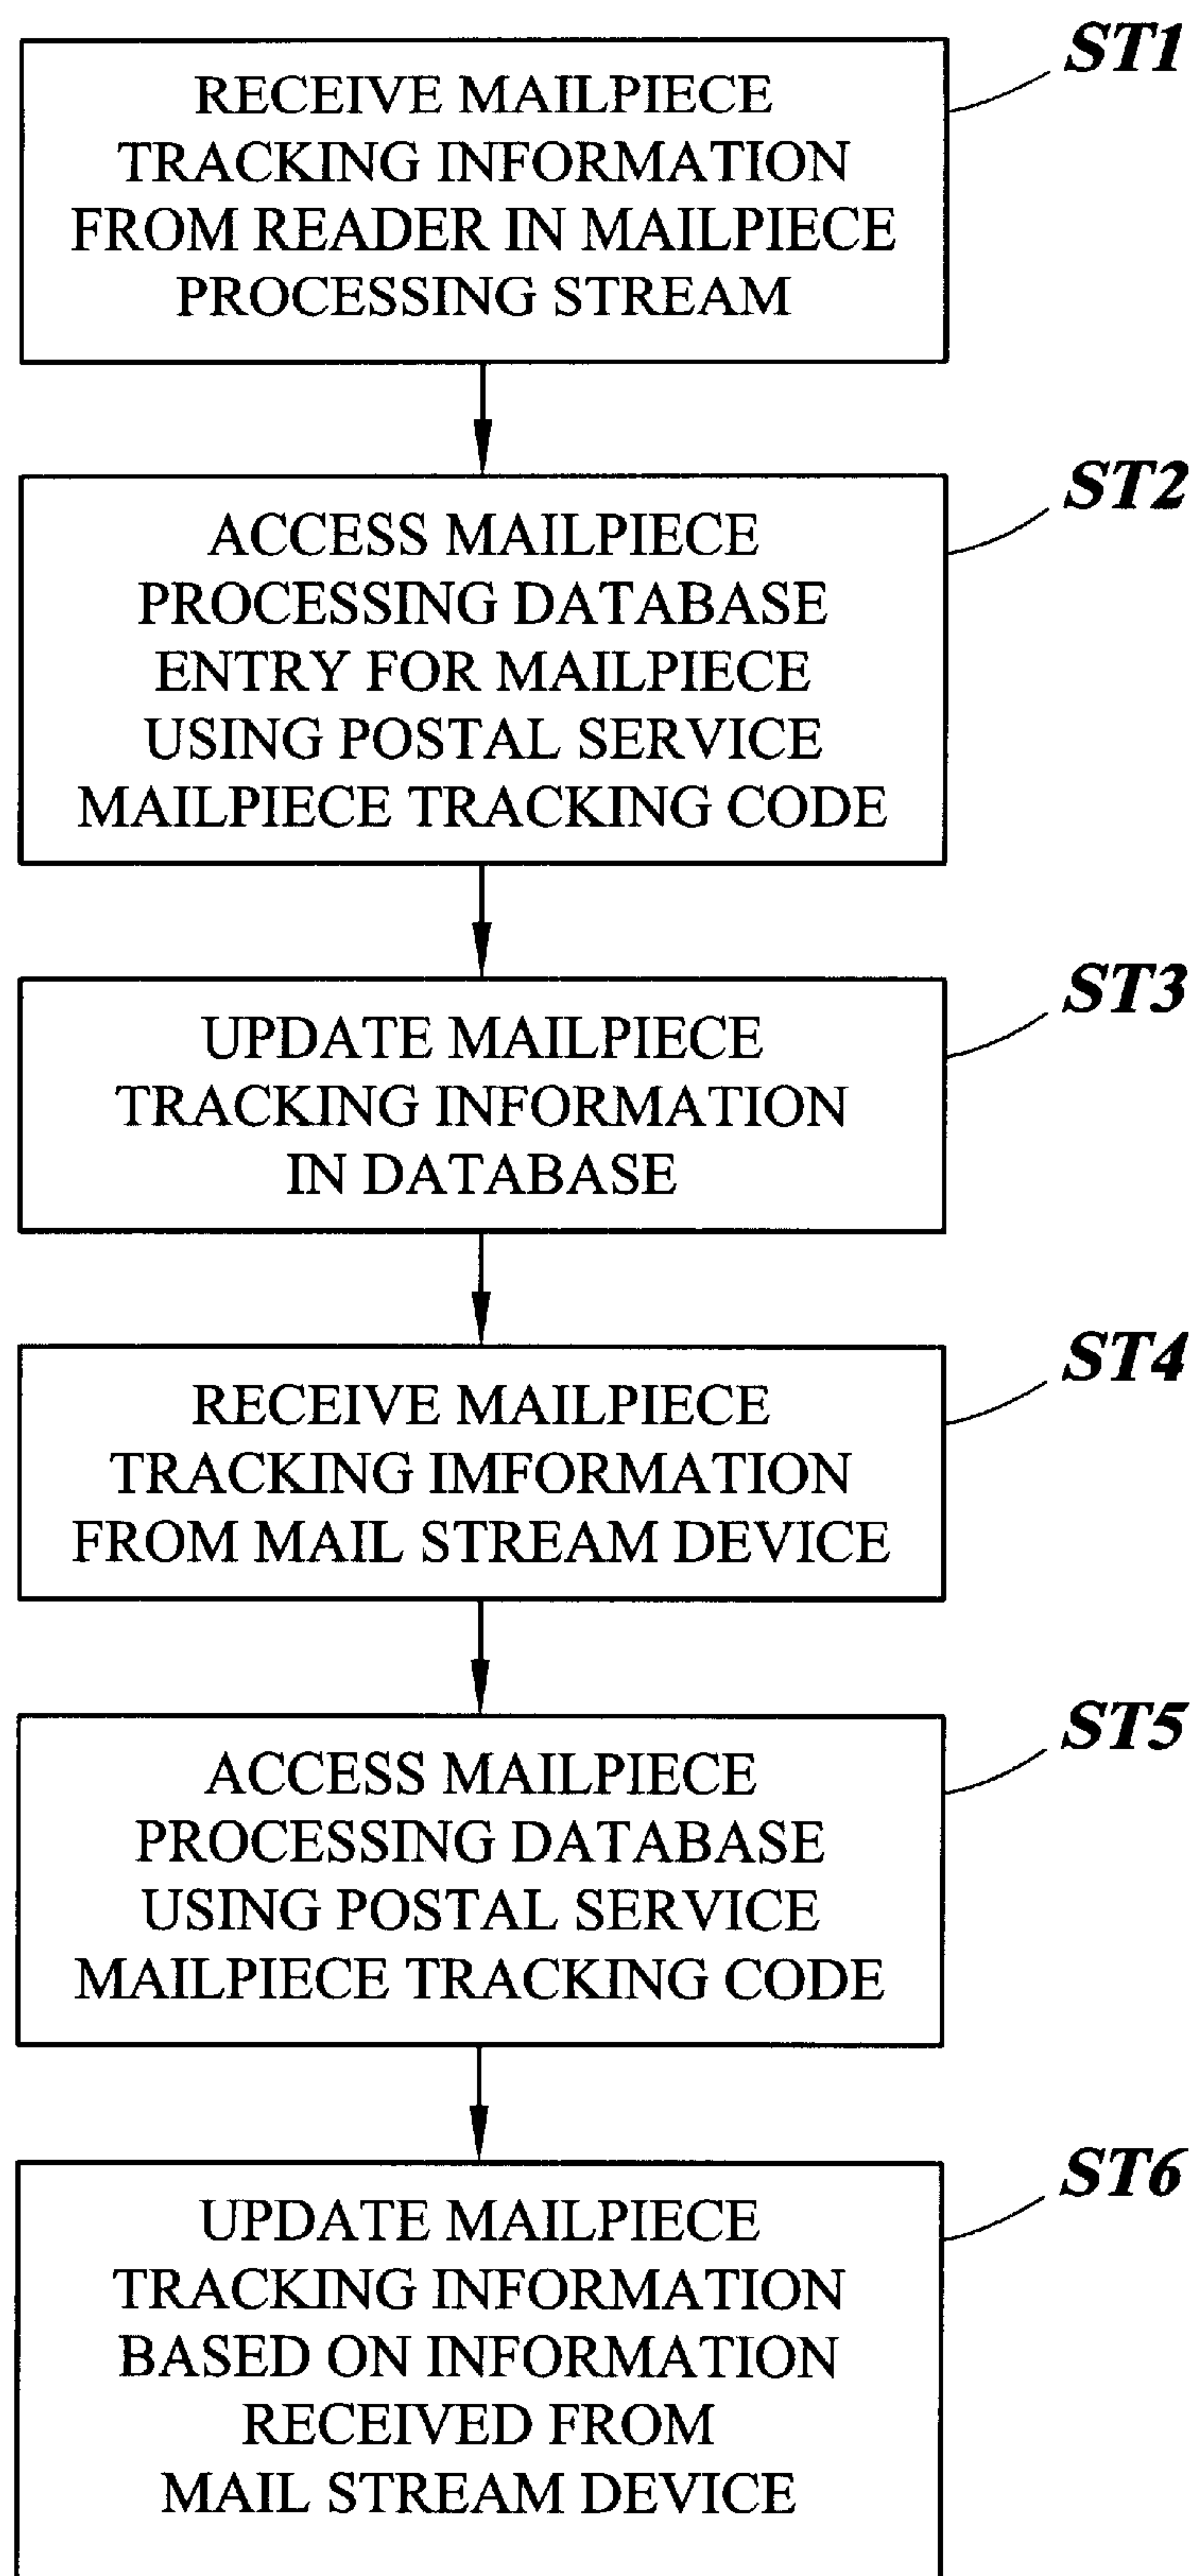 ST1
RECEIVE MAILPIECE
TRACKING INFORMATION
FROM READER IN MAILPIECE
PROCESSING STREAM
ST2
ACCESS MAILPIECE
PROCESSING DATABASE
ENTRY FOR MAILPIECE
USING POSTAL SERVICE
MAILPIECE TRACKING CODE
ST3
UPDATE MAILPIECE
TRACKING INFORMATION
IN DATABASE
ST4
RECEIVE MAILPIECE
TRACKING IMFORMATION
FROM MAIL STREAM DEVICE
ST5
ACCESS MAILPIECE
PROCESSING DATABASE
USING POSTAL SERVICE
MAILPIECE TRACKING CODE
ST6
UPDATE MAILPIECE
TRACKING INFORMATION
BASED ON INFORMATION
RECEIVED FROM
MAIL STREAM DEVICE